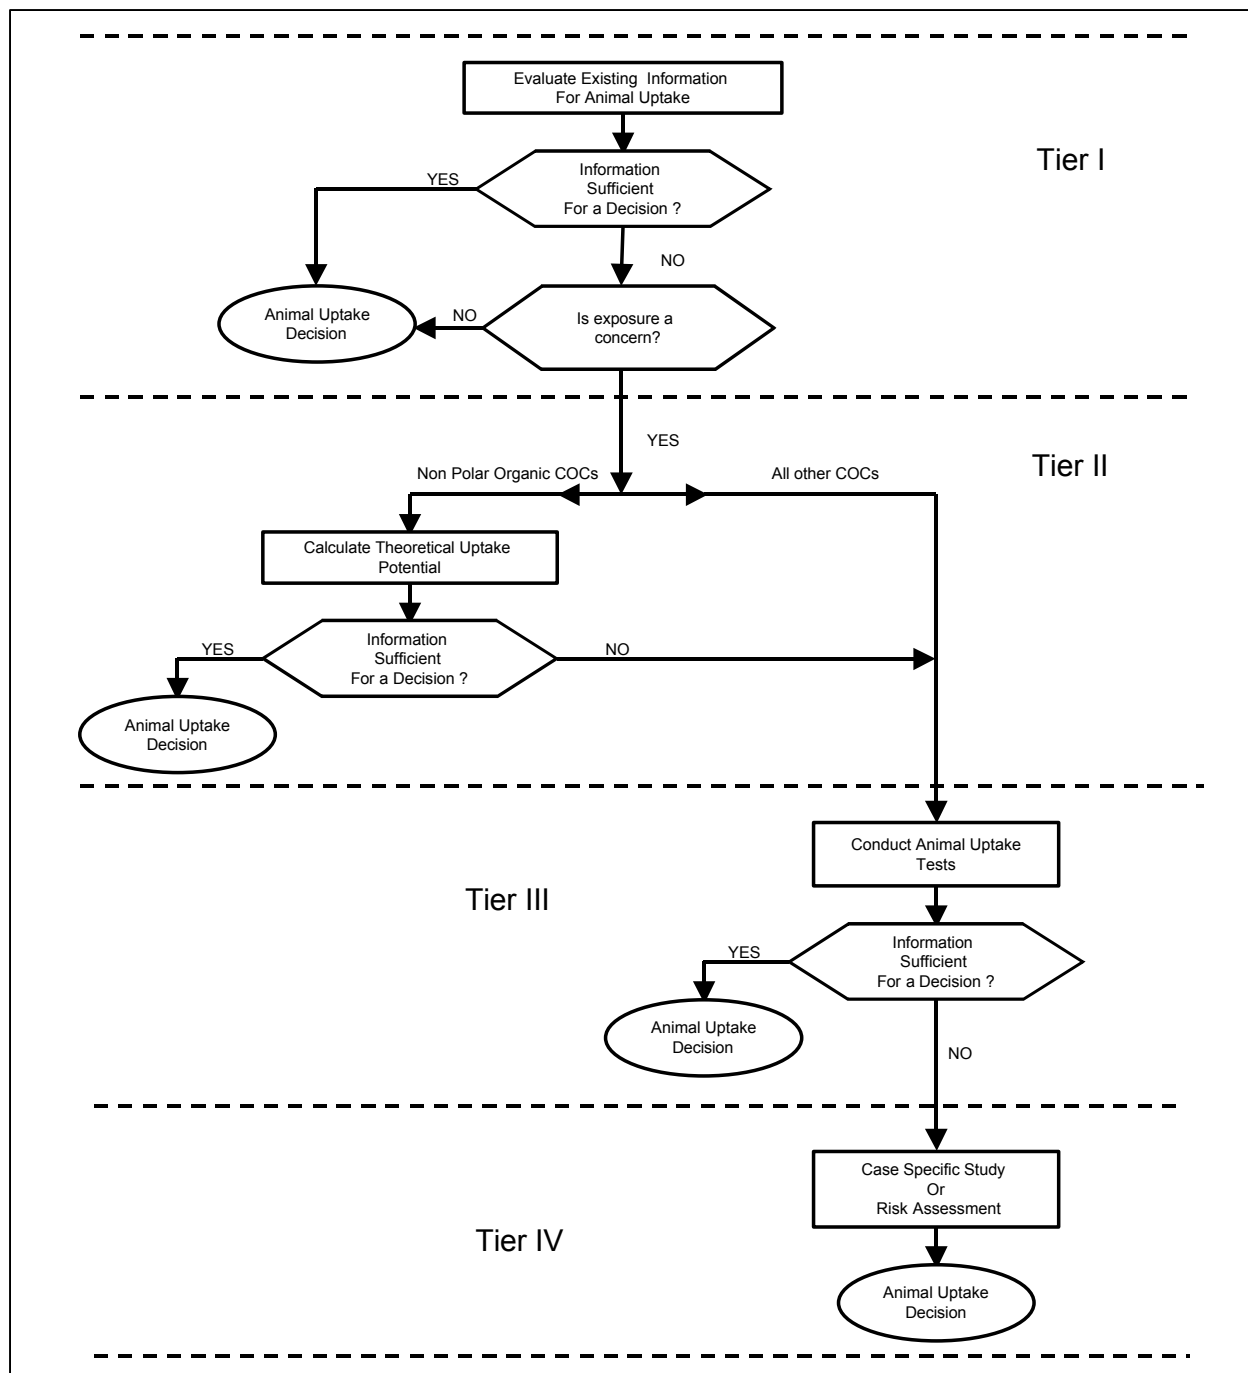 Evaluate Existing Information
For Animal Uptake
Tier I
Information
Sufficient
For a Decision ?
YES
NO
Is exposure a
concern?
NO
Animal Uptake
Decision
YES
Tier II
Non Polar Organic COCs
All other COCs
Calculate Theoretical Uptake
Potential
Information
Sufficient
For a Decision ?
YES
NO
Animal Uptake
Decision
Conduct Animal Uptake
Tests
Tier III
Information
Sufficient
For a Decision ?
YES
Animal Uptake
Decision
NO
Case Specific Study
Or
Risk Assessment
Tier IV
Animal Uptake
Decision